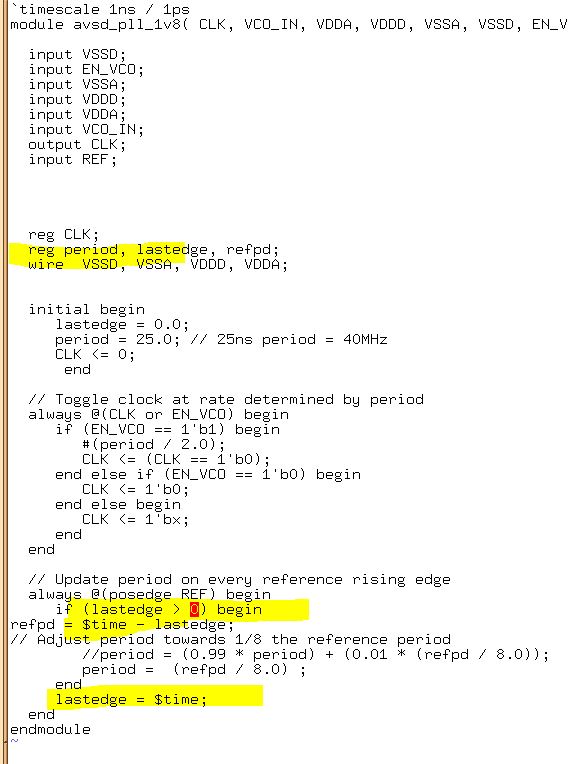 `timescale 1ns / 1ps
module avsd_pll_1v8( CLK, VCO_IN, VDDA, VDDD, VSSA, VSSD, EN_V
input VSSD;
input EN_VCO;
input VSSA;
input VDDD;
input VDDA;
input VCO_IN;
output CLK;
input REF;
reg CLK;
reg period, lastedge, refpd;
wire  VSSD, VSSA, VDDD, VDDA;
initial begin
lastedge = 0.0;
period = 25.0; // 25ns period = 40MHz
CLK <= 0;
end
// Toggle clock at rate determined by period
always @(CLK or EN_VCO) begin
if (EN_VCO == 1'b1) begin
#(period / 2.0);
CLK <= (CLK == 1'b0);
end else if (EN_VCO == 1'b0) begin
CLK <= 1'b0;
end else begin
CLK <= 1'bx;
end
end
// Update period on every reference rising edge
always @(posedge REF) begin
if (lastedge > 0) begin
refpd = $time - lastedge;
// Adjust period towards 1/8 the reference period
//period = (0.99 * period) + (0.01 * (refpd / 8.0));
period =  (refpd / 8.0) ;
end
lastedge = $time;
end
endmodule
~